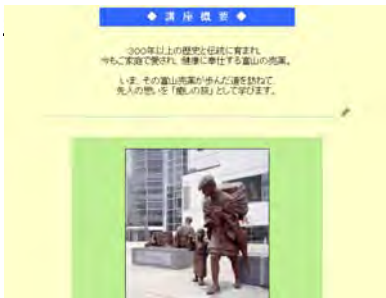 ◆ 講 座 概 要 ◆
300年以上の歴史と伝統に育まれ、
今もご家庭で愛され、健康に奉仕する富山の売薬。
いま、その富山売薬が歩んだ道を訪ねて、
先人の思いを「癒しの旅」として学びます。